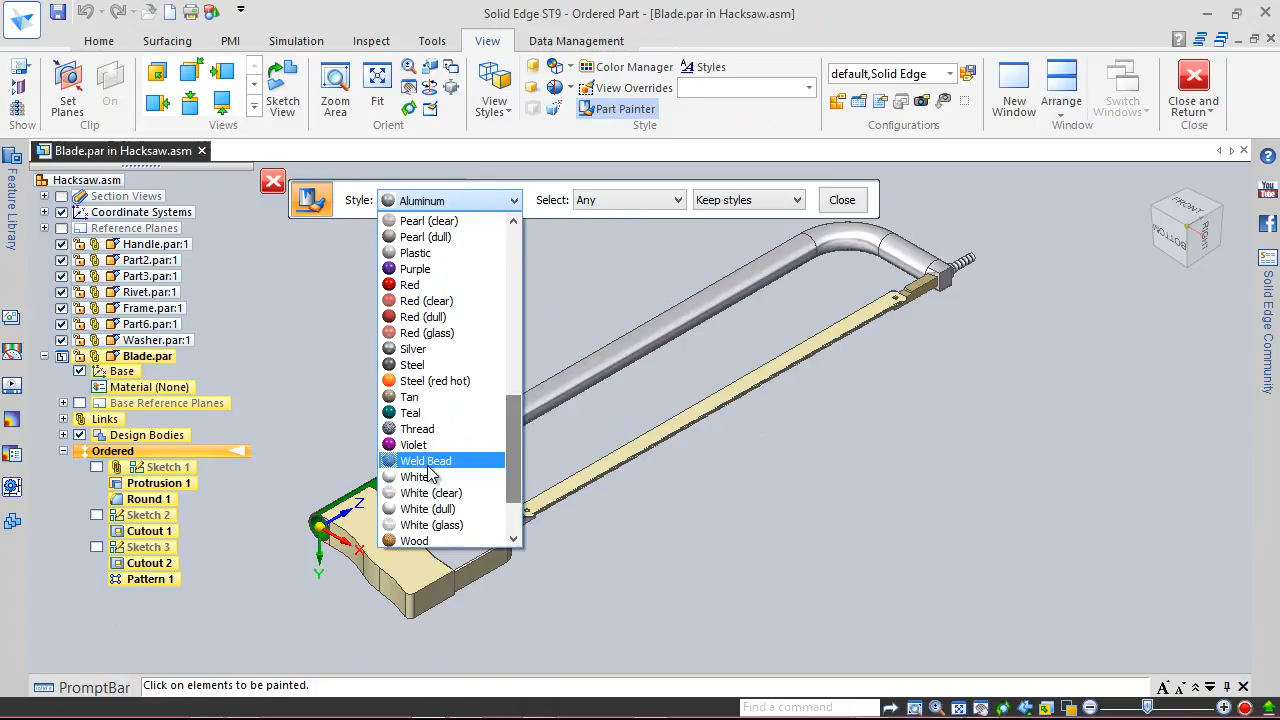 Solid Edge ST9 - Ordered Part - [Blade.par in Hacksaw.asm]
Home Surfacing PMI Simulation Inspect Tools View Data Management
Set Planes
On
Sketch View
Zoom Area
Fit
View Styles
Color Manager
Styles
View Overrides
Part Painter
default,Solid Edge
New Window
Arrange
Switch Windows
Close and Return
Show Clip Views Orient Style Configurations Window Close
Blade.par in Hacksaw.asm
Feature Library
Hacksaw.asm
Section Views
Coordinate Systems
Reference Planes
Handle.par:1
Part2.par:1
Part3.par:1
Rivet.par:1
Frame.par:1
Part6.par:1
Washer.par:1
Blade.par
Base
Material (None)
Base Reference Planes
Links
Design Bodies
Ordered
Sketch 1
Protrusion 1
Round 1
Sketch 2
Cutout 1
Sketch 3
Cutout 2
Pattern 1
Style: Aluminum Select: Any Keep styles Close
Pearl (clear)
Pearl (dull)
Plastic
Purple
Red
Red (clear)
Red (dull)
Red (glass)
Silver
Steel
Steel (red hot)
Tan
Teal
Thread
Violet
Weld Bead
White
White (clear)
White (dull)
White (glass)
Wood
Z
X
Y
FRONT
BOTTOM
You Tube
Solid Edge Community
PromptBar Click on elements to be painted.
Find a command